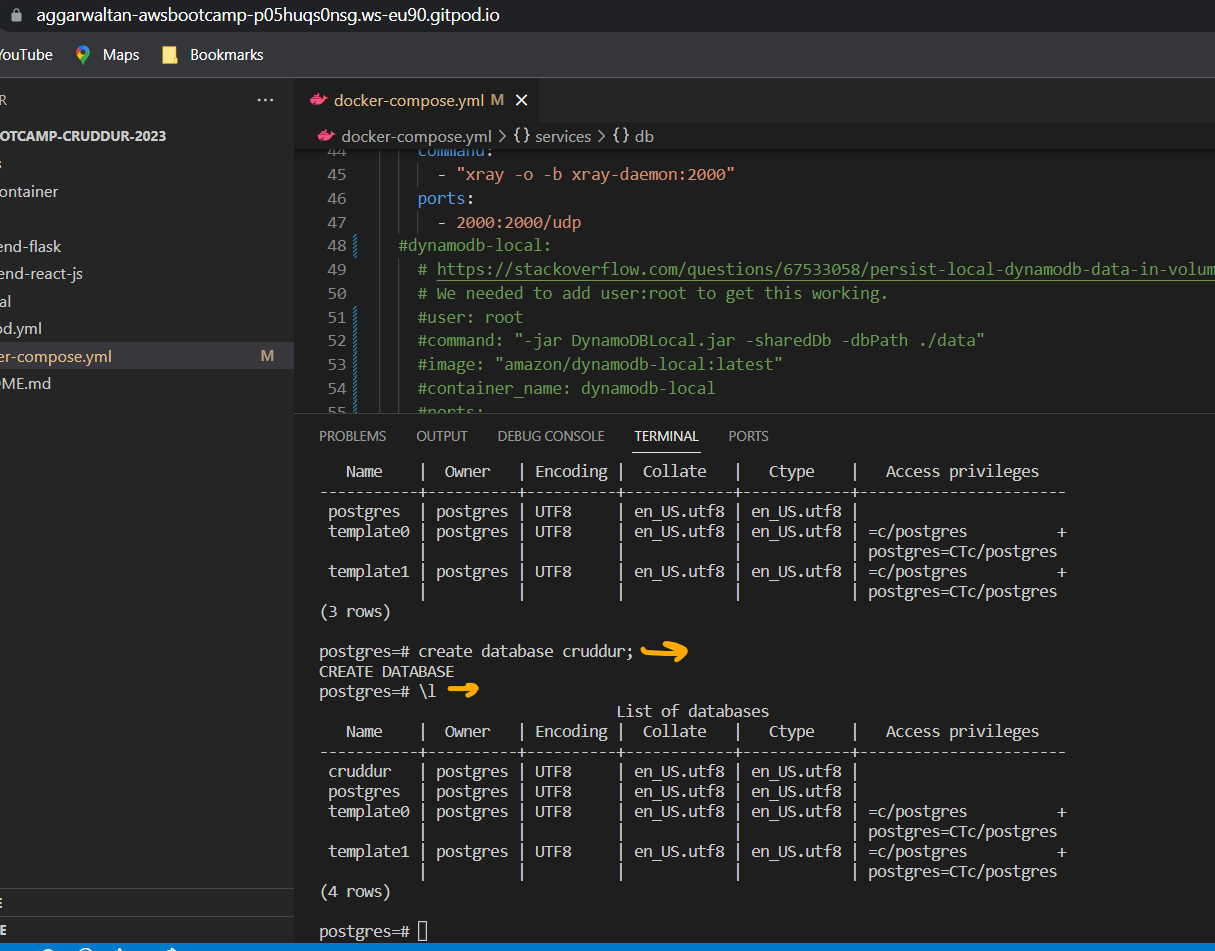 aggarwaltan-awsbootcamp-p05huqs0nsg.ws-eu90.gitpod.io
YouTube Maps Bookmarks
R ...
OTCAMP-CRUDDUR-2023
s
ontainer
end-flask
end-react-js
al
od.yml
er-compose.yml M
ME.md
E
E
docker-compose.yml M ×
docker-compose.yml > {} services > {} db
44 command:
45 - "xray -o -b xray-daemon:2000"
46 ports:
47 - 2000:2000/udp
48 #dynamodb-local:
49 # https://stackoverflow.com/questions/67533058/persist-local-dynamodb-data-in-volum
50 # We needed to add user:root to get this working.
51 #user: root
52 #command: "-jar DynamoDBLocal.jar -sharedDb -dbPath ./data"
53 #image: "amazon/dynamodb-local:latest"
54 #container_name: dynamodb-local
55 #ports:
PROBLEMS OUTPUT DEBUG CONSOLE TERMINAL PORTS
Name | Owner | Encoding | Collate | Ctype | Access privileges
-----------+----------+----------+------------+------------+-----------------------
postgres | postgres | UTF8 | en_US.utf8 | en_US.utf8 |
template0 | postgres | UTF8 | en_US.utf8 | en_US.utf8 | =c/postgres +
| | | | | postgres=CTc/postgres
template1 | postgres | UTF8 | en_US.utf8 | en_US.utf8 | =c/postgres +
| | | | | postgres=CTc/postgres
(3 rows)
postgres=# create database cruddur;
CREATE DATABASE
postgres=# \l
List of databases
Name | Owner | Encoding | Collate | Ctype | Access privileges
-----------+----------+----------+------------+------------+-----------------------
cruddur | postgres | UTF8 | en_US.utf8 | en_US.utf8 |
postgres | postgres | UTF8 | en_US.utf8 | en_US.utf8 |
template0 | postgres | UTF8 | en_US.utf8 | en_US.utf8 | =c/postgres +
| | | | | postgres=CTc/postgres
template1 | postgres | UTF8 | en_US.utf8 | en_US.utf8 | =c/postgres +
| | | | | postgres=CTc/postgres
(4 rows)
postgres=#